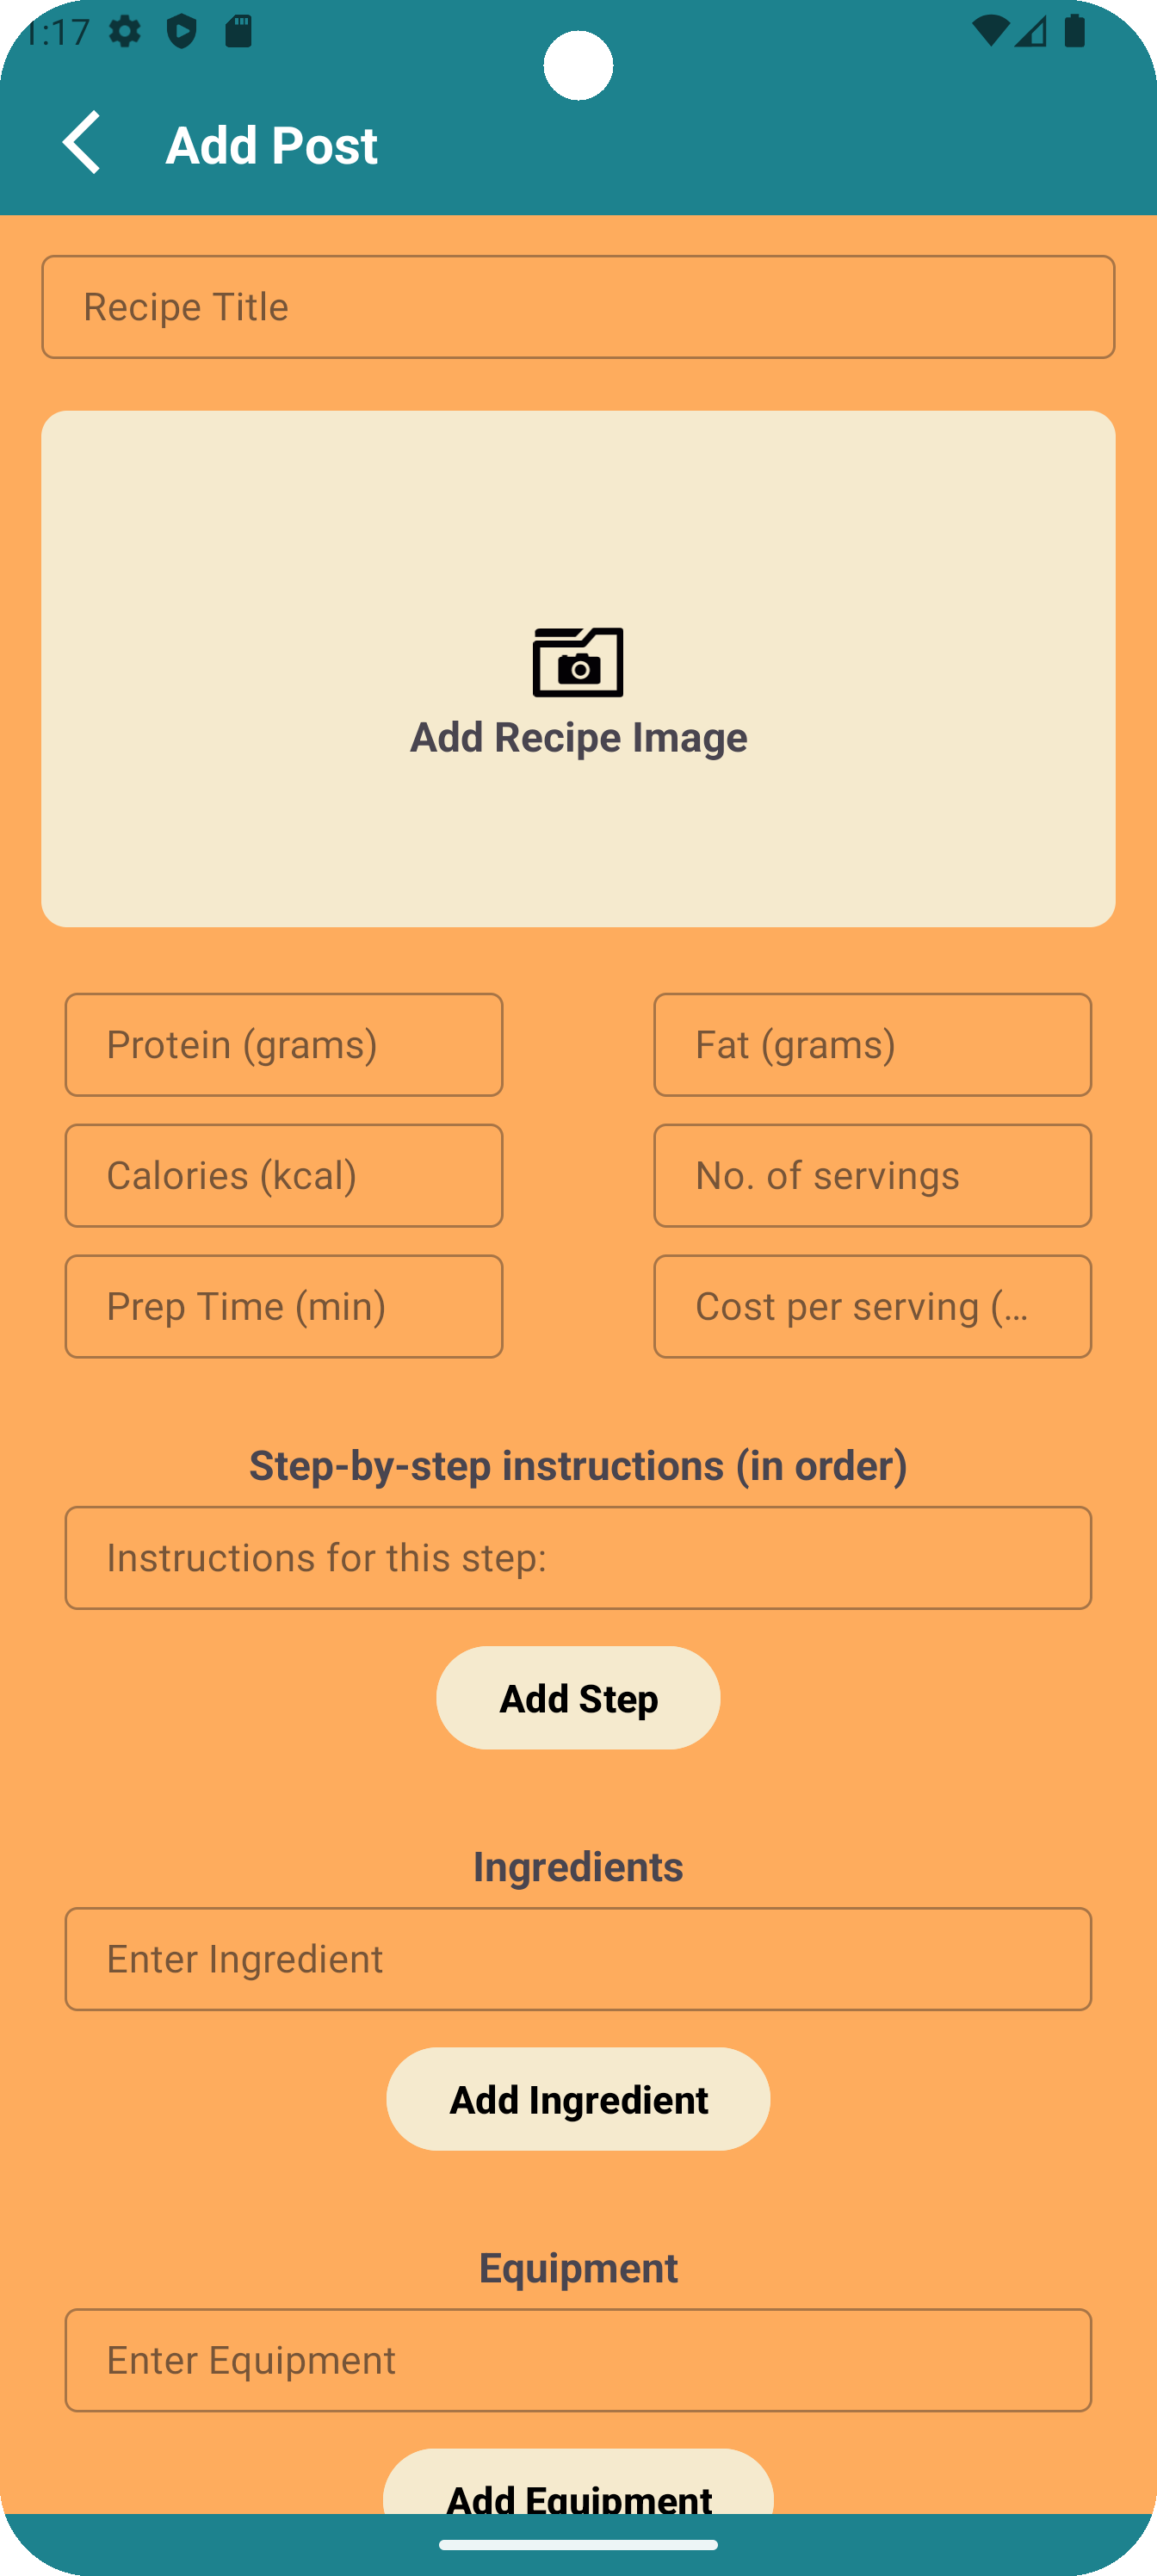 1:17
Add Post
Recipe Title
Add Recipe Image
Protein (grams)
Fat (grams)
Calories (kcal)
No. of servings
Prep Time (min)
Cost per serving (...
Step-by-step instructions (in order)
Instructions for this step:
Add Step
Ingredients
Enter Ingredient
Add Ingredient
Equipment
Enter Equipment
Add Equipment